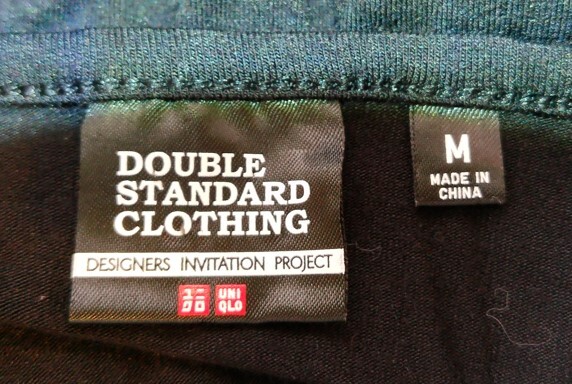 DOUBLE
STANDARD
CLOTHING
DESIGNERS INVITATION PROJECT
ユニ
クロ
UNI
QLO
M
MADE IN
CHINA